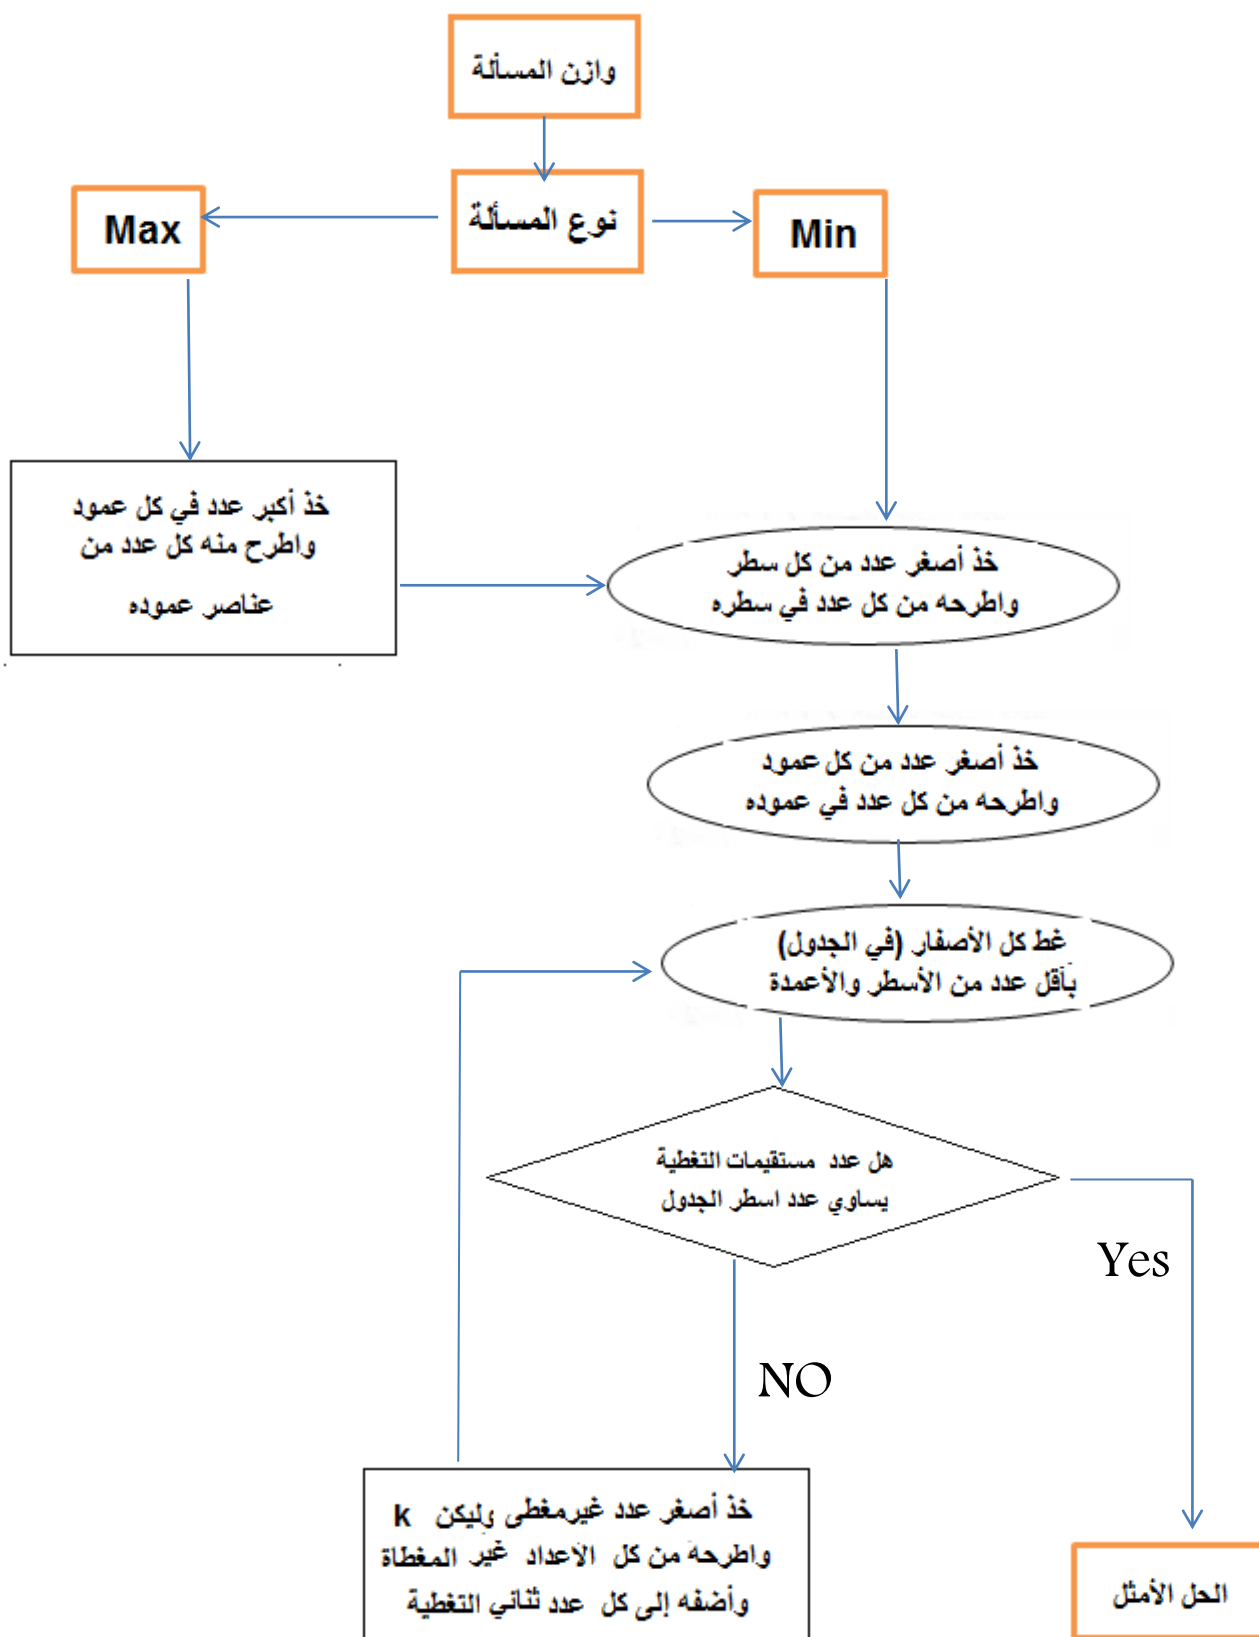 وازن المسألة
نوع المسألة
Max
Min
خذ أكبر عدد في كل عمود
واطرح منه كل عدد من
عناصر عموده
خذ أصغر عدد من كل سطر
واطرحه من كل عدد في سطره
خذ أصغر عدد من كل عمود
واطرحه من كل عدد في عموده
غط كل الأصفار (في الجدول)
بأقل عدد من الأسطر والأعمدة
هل عدد مستقيمات التغطية
يساوي عدد اسطر الجدول
Yes
NO
خذ أصغر عدد غيرمغطى وليكن k
واطرحه من كل الأعداد غير المغطاة
وأضفه إلى كل عدد ثنائي التغطية
الحل الأمثل